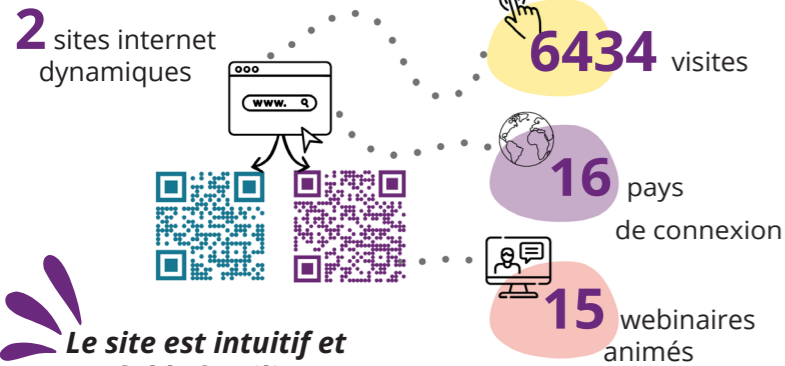 2 sites internet
dynamiques
www.
6434 visites
16 pays
de connexion
15 webinaires
animés
Le site est intuitif et